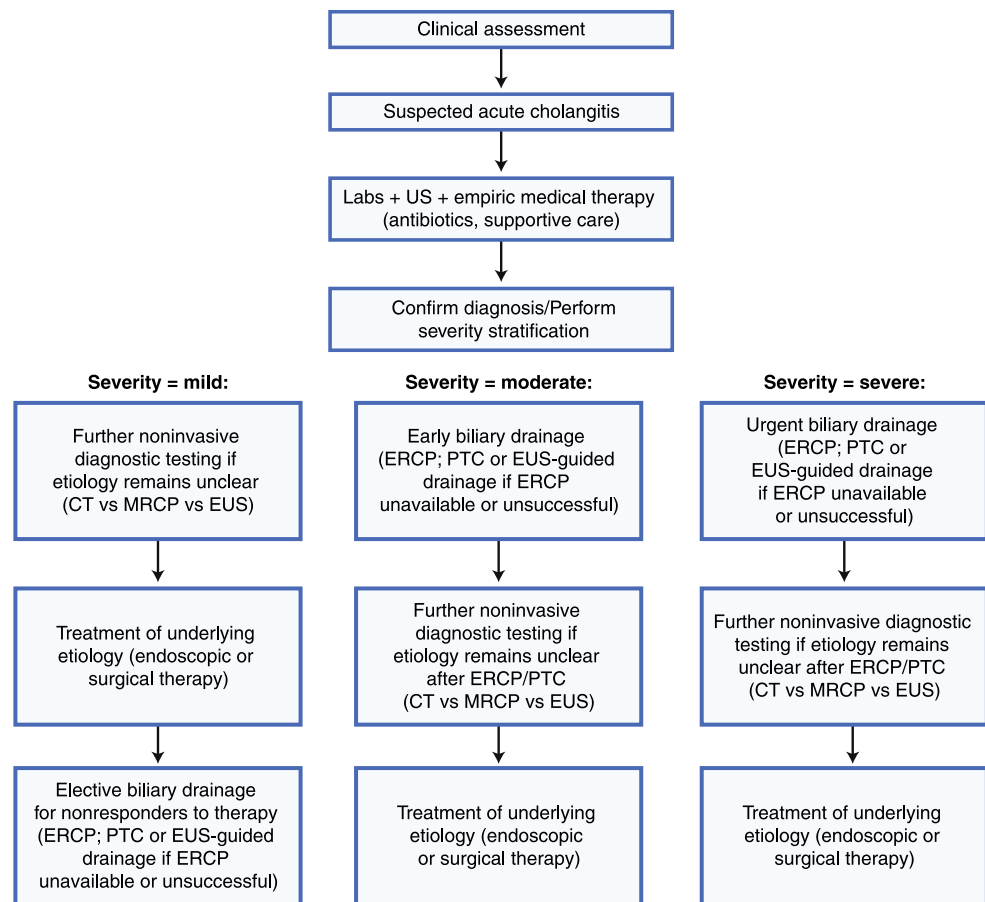 Clinical assessment
Suspected acute cholangitis
Labs + US + empiric medical therapy
(antibiotics, supportive care)
Confirm diagnosis/Perform
severity stratification
Severity = mild:
Further noninvasive
diagnostic testing if
etiology remains unclear
(CT vs MRCP vs EUS)
Treatment of underlying
etiology (endoscopic or
surgical therapy)
Elective biliary drainage
for nonresponders to therapy
(ERCP; PTC or EUS-guided
drainage if ERCP
unavailable or unsuccessful)
Severity = moderate:
Early biliary drainage
(ERCP; PTC or EUS-guided
drainage if ERCP
unavailable or unsuccessful)
Further noninvasive
diagnostic testing if
etiology remains unclear
after ERCP/PTC
(CT vs MRCP vs EUS)
Treatment of underlying
etiology (endoscopic
or surgical therapy)
Severity = severe:
Urgent biliary drainage
(ERCP; PTC or
EUS-guided drainage
if ERCP unavailable
or unsuccessful)
Further noninvasive diagnostic
testing if etiology remains
unclear after ERCP/PTC
(CT vs MRCP vs EUS)
Treatment of underlying
etiology (endoscopic or
surgical therapy)